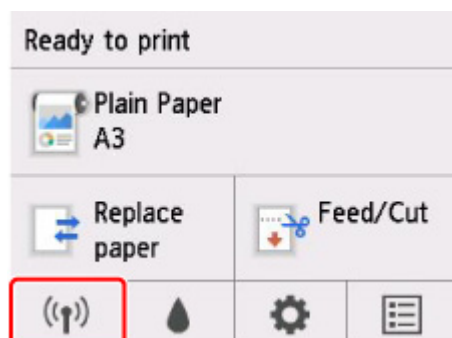 Ready to print
Plain Paper
A3
Replace
paper
Feed/Cut